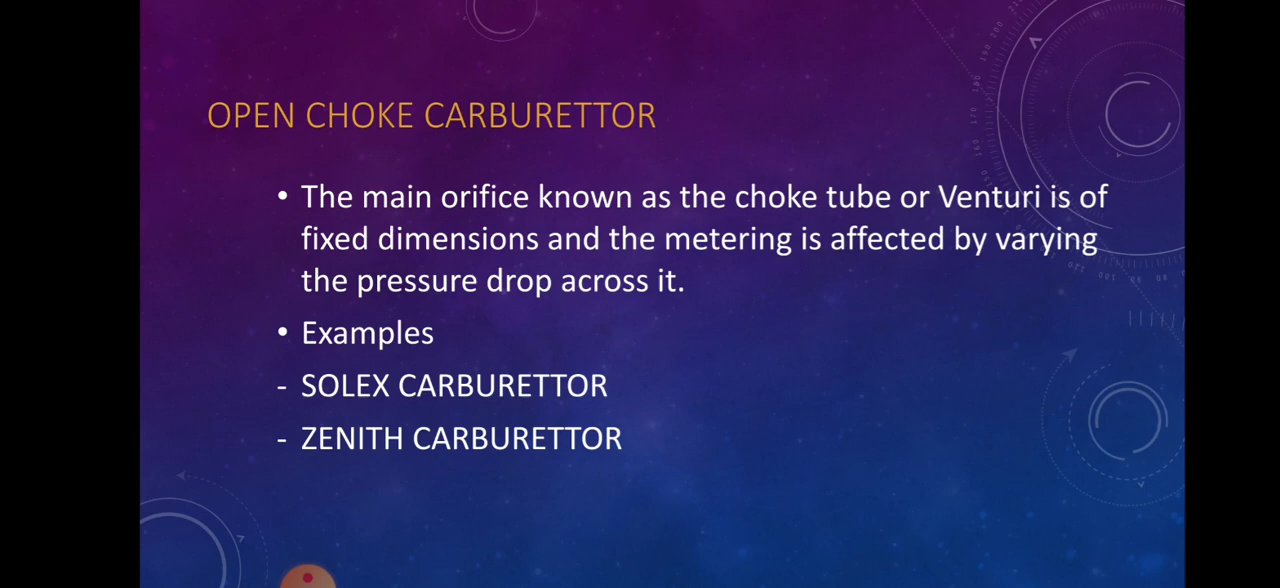 OPEN CHOKE CARBURETTOR
• The main orifice known as the choke tube or Venturi is of
fixed dimensions and the metering is affected by varying
the pressure drop across it.
• Examples
- SOLEX CARBURETTOR
- ZENITH CARBURETTOR